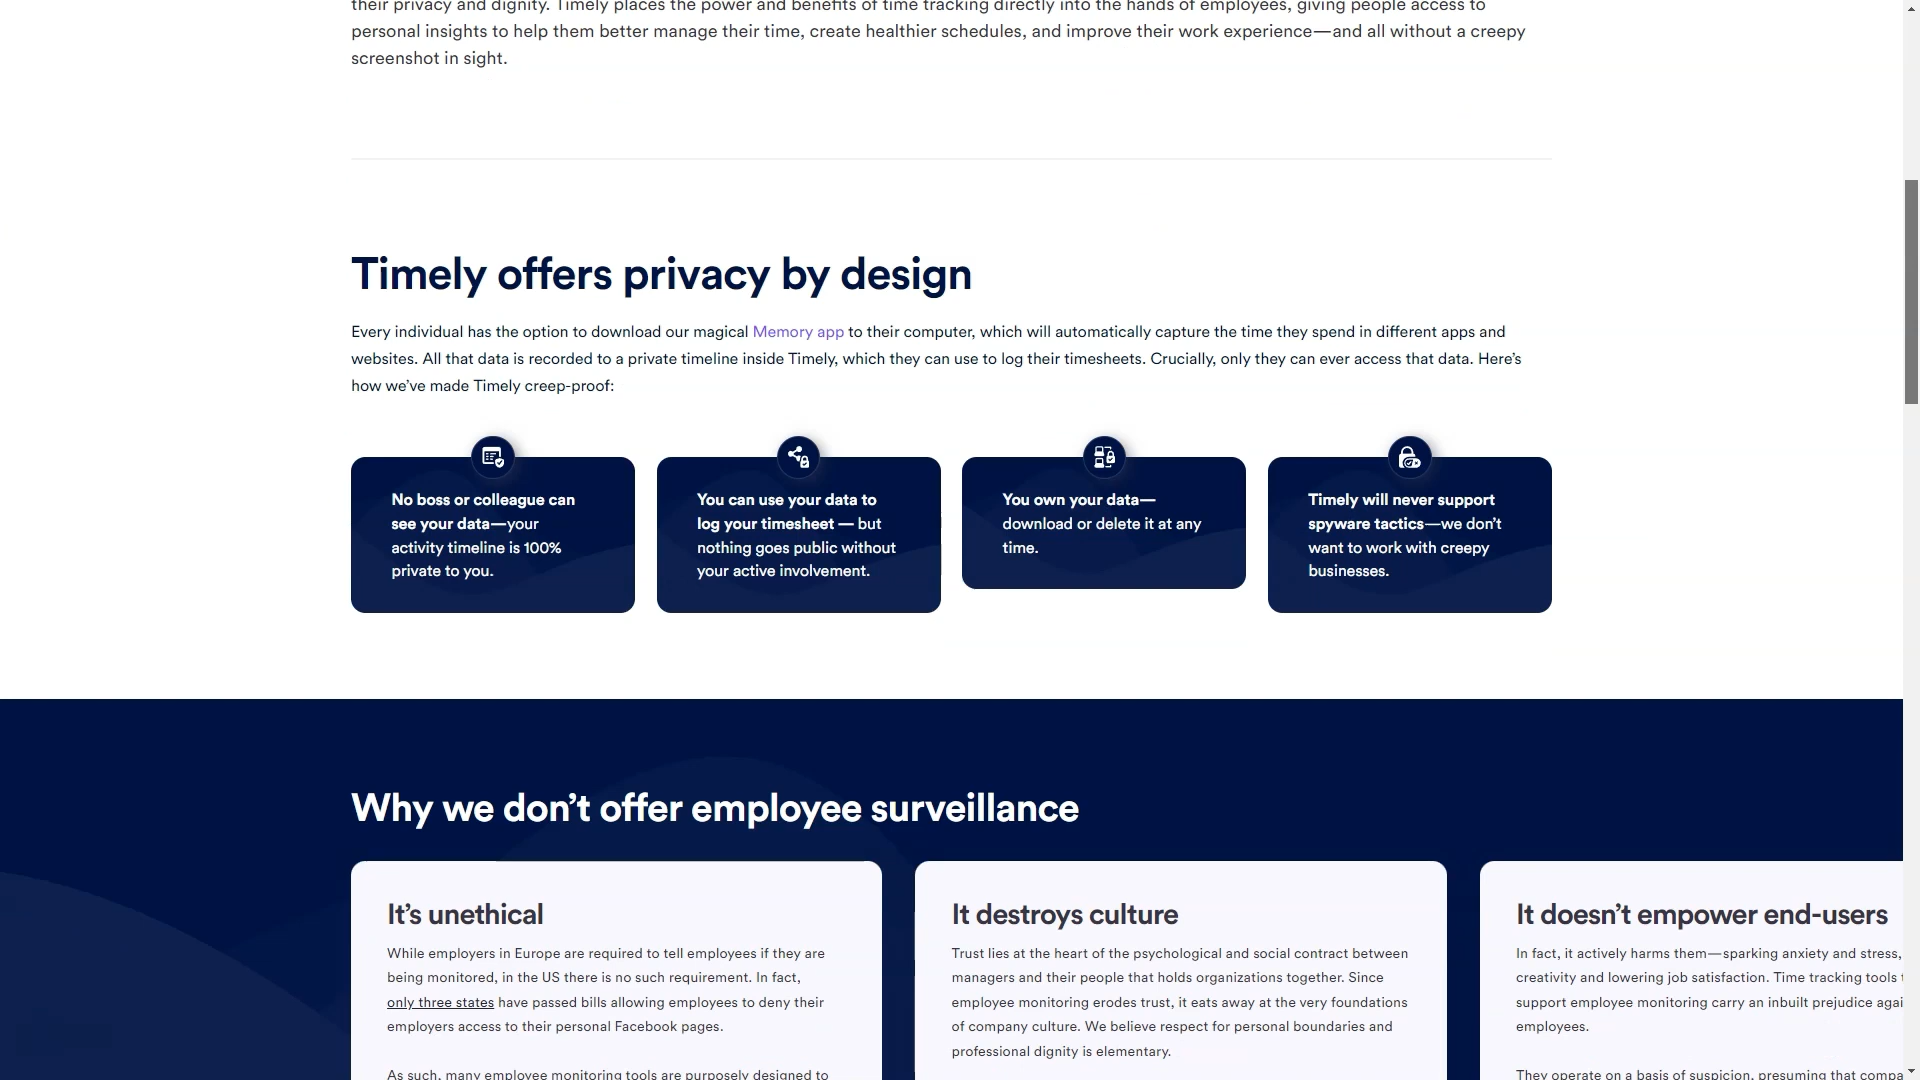 their privacy and dignity. Timely places the power and benefits of time tracking directly into the hands of employees, giving people access to
personal insights to help them better manage their time, create healthier schedules, and improve their work experience—and all without a creepy
screenshot in sight.
Timely offers privacy by design
Every individual has the option to download our magical Memory app to their computer, which will automatically capture the time they spend in different apps and
websites. All that data is recorded to a private timeline inside Timely, which they can use to log their timesheets. Crucially, only they can ever access that data. Here's
how we've made Timely creep-proof:
No boss or colleague can
see your data—your
activity timeline is 100%
private to you.
You can use your data to
log your timesheet — but
nothing goes public without
your active involvement.
You own your data—
download or delete it at any
time.
Timely will never support
spyware tactics—we don't
want to work with creepy
businesses.
Why we don't offer employee surveillance
It's unethical
While employers in Europe are required to tell employees if they are
being monitored, in the US there is no such requirement. In fact,
only three states have passed bills allowing employees to deny their
employers access to their personal Facebook pages.
As such, many employee monitoring tools are purposely designed to
It destroys culture
Trust lies at the heart of the psychological and social contract between
managers and their people that holds organizations together. Since
employee monitoring erodes trust, it eats away at the very foundations
of company culture. We believe respect for personal boundaries and
professional dignity is elementary.
It doesn't empower end-users
In fact, it actively harms them—sparking anxiety and stress,
creativity and lowering job satisfaction. Time tracking tools
support employee monitoring carry an inbuilt prejudice
employees.
They operate on a basis of suspicion, presuming that